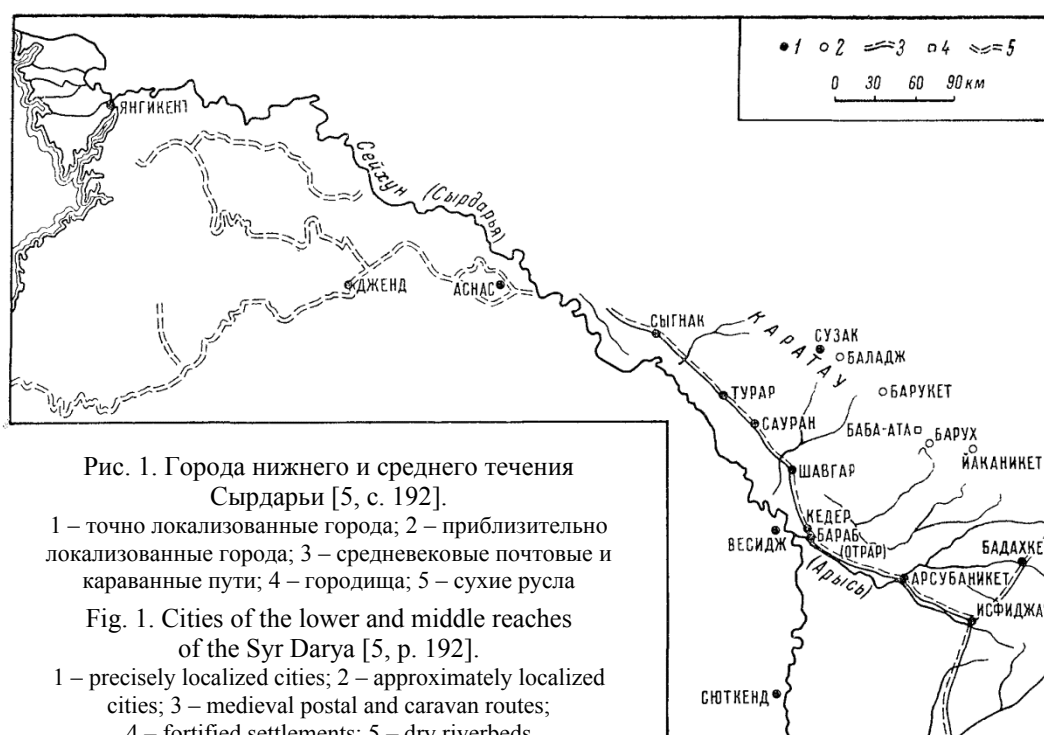 1 2 3 4 5
0 30 60 90 км
ЯНГИКЕНТ
Сейхун (Сырдарья)
ДЖЕНД
АСНАС
СЫГНАК
КАРАТАУ
СУЗАК
БАЛАДЖ
ТУРАР
БАРУКЕТ
САУРАН
БАБА-АТА
БАРУХ
ЙАКАНИКЕТ
ШАВГАР
КЕДЕР
ВЕСИДЖ
БАРАБ
(ОТРАР)
БАДАХКЕ
(Арысь)
АРСУБАНИКЕТ
ИСФИДЖА
СЮТКЕНД
Рис. 1. Города нижнего и среднего течения
Сырдарьи [5, с. 192].
1 – точно локализованные города; 2 – приблизительно
локализованные города; 3 – средневековые почтовые и
караванные пути; 4 – городища; 5 – сухие русла
Fig. 1. Cities of the lower and middle reaches
of the Syr Darya [5, p. 192].
1 – precisely localized cities; 2 – approximately localized
cities; 3 – medieval postal and caravan routes;
4 – fortified settlements; 5 – dry riverbeds